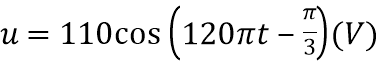 u = 110cos(120πt − π/3)(V)